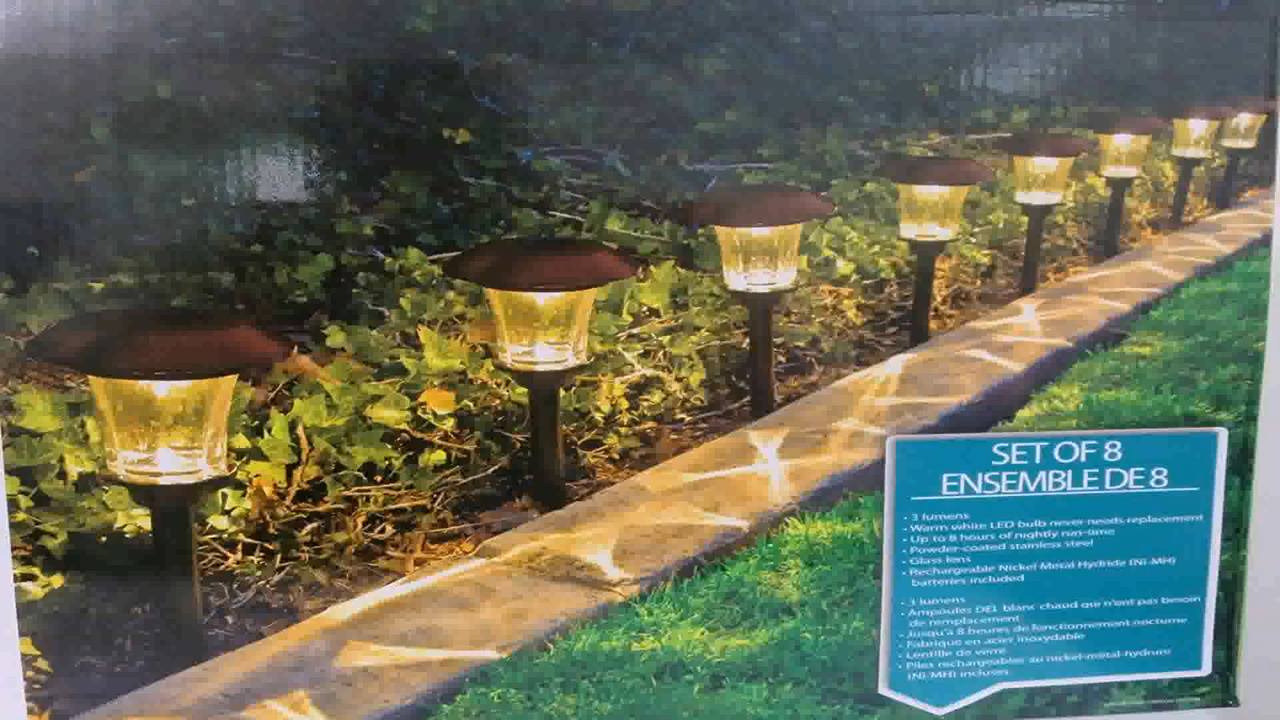 SET OF 8
ENSEMBLE DE 8
• 3 lumens
• Warm white LED bulb never needs replacement
• Up to 8 hours of nightly run-time
• Powder-coated stainless steel
• Glass lens
• Rechargeable Nickel Metal Hydride (Ni-MH)
batteries included
• 3 lumens
• Ampoules DEL blanc chaud qui n'ont pas besoin
de remplacement
• Jusqu'à 8 heures de fonctionnement nocturne
• Fabrique en acier inoxydable
• Lentille de verre
• Piles rechargeables au nickel-metal-hydrure
(Ni-MH) incluses